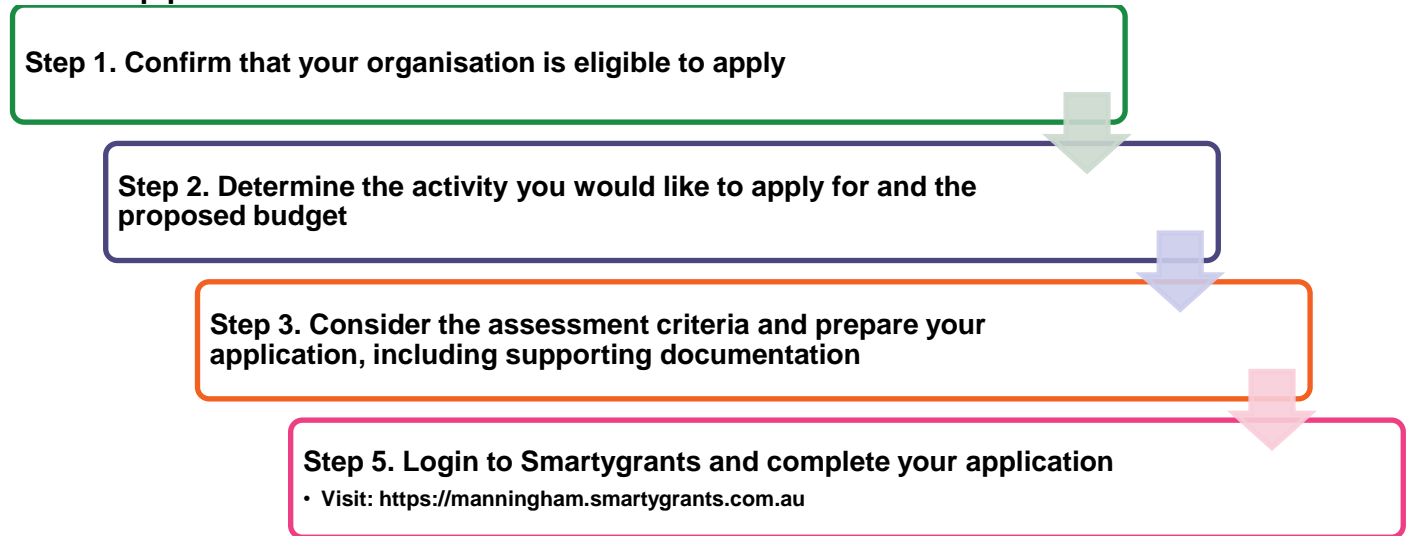 Step 1. Confirm that your organisation is eligible to apply
Step 2. Determine the activity you would like to apply for and the
proposed budget
Step 3. Consider the assessment criteria and prepare your
application, including supporting documentation
Step 5. Login to Smartygrants and complete your application
• Visit: https://manningham.smartygrants.com.au